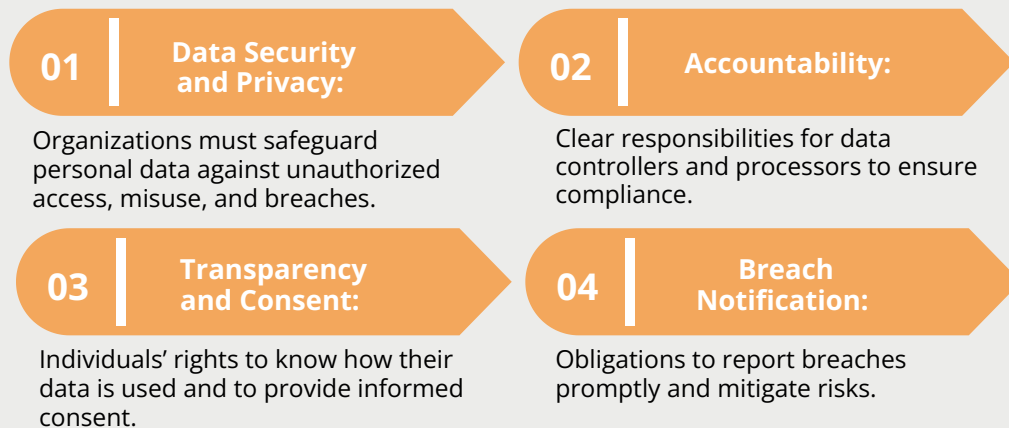 01
Data Security
and Privacy:
Organizations must safeguard
personal data against unauthorized
access, misuse, and breaches.
02
Accountability:
Clear responsibilities for data
controllers and processors to ensure
compliance.
03
Transparency
and Consent:
Individuals’ rights to know how their
data is used and to provide informed
consent.
04
Breach
Notification:
Obligations to report breaches
promptly and mitigate risks.